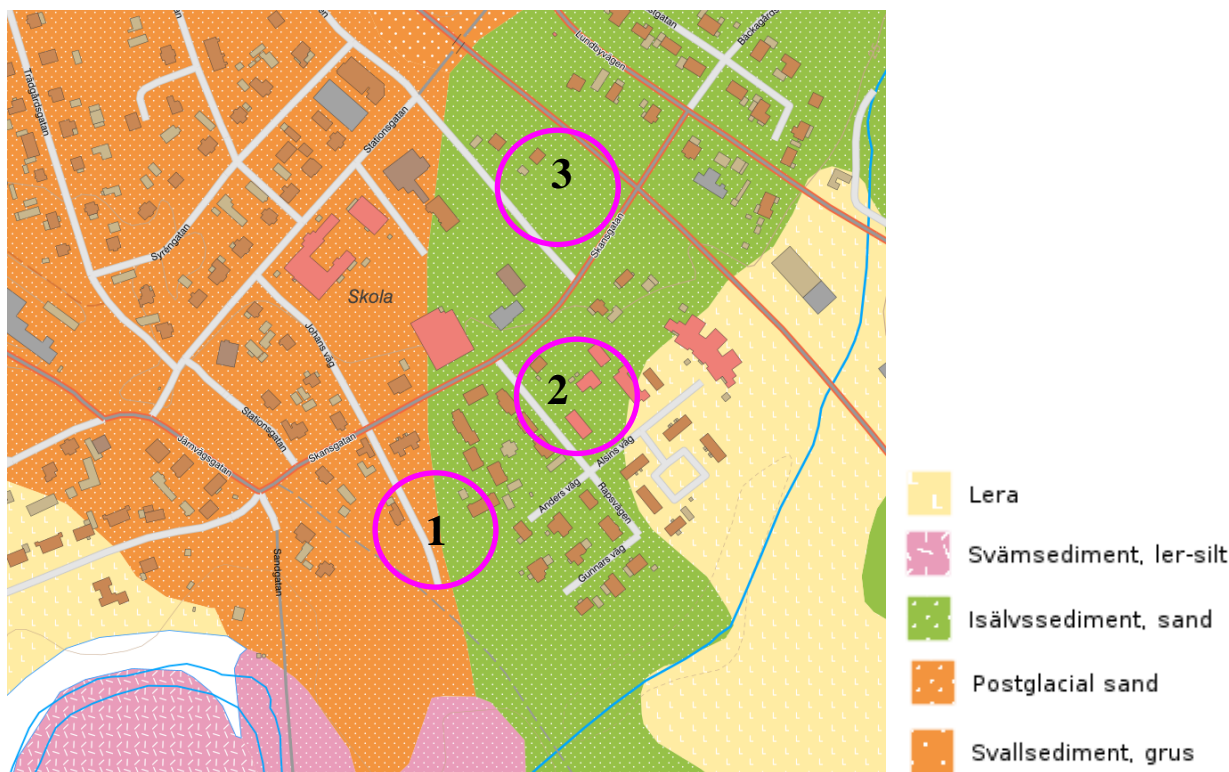 Trädgårdsgatan
Lundbyvägen
Stationsgatan
3
Skansgatan
Syrengatan
Skola
Johans väg
2
Stationsgatan
Järnvägsgatan
Skansgatan
Alsins väg
Anders väg
Rapsvägen
1
Gunnars väg
Sandgatan
Lera
Svämsediment, ler-silt
Isälvssediment, sand
Postglacial sand
Svallsediment, grus